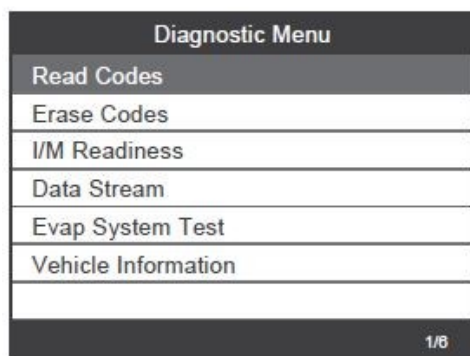 Diagnostic Menu
Read Codes
Erase Codes
I/M Readiness
Data Stream
Evap System Test
Vehicle Information
1/6